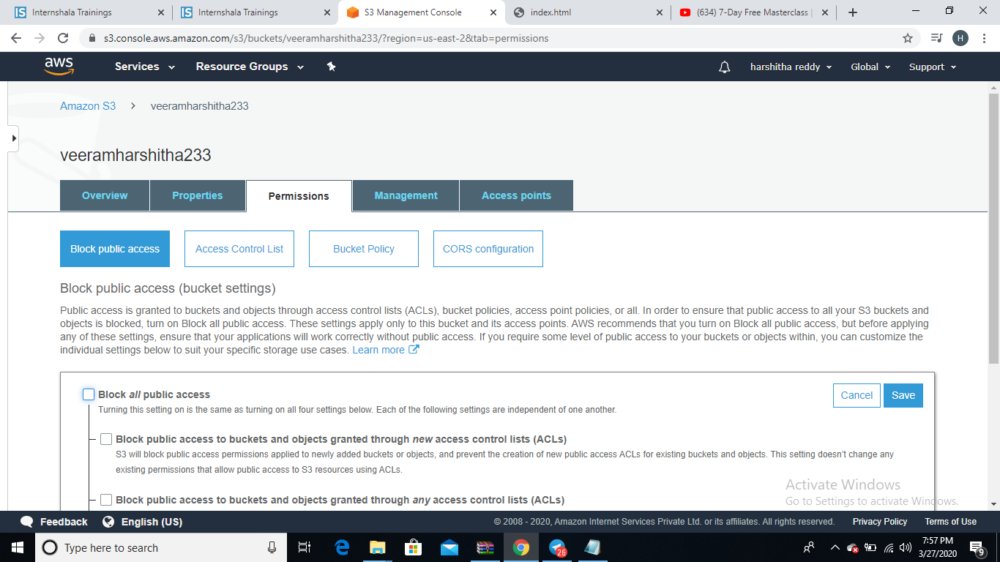 Internshala Trainings
Internshala Trainings
S3 Management Console
index.html
(634) 7-Day Free Masterclass |
s3.console.aws.amazon.com/s3/buckets/veeramharshitha233/?region=us-east-2&tab=permissions
H
aws
Services
Resource Groups
harshitha reddy
Global
Support
Amazon S3 > veeramharshitha233
veeramharshitha233
Overview
Properties
Permissions
Management
Access points
Block public access
Access Control List
Bucket Policy
CORS configuration
Block public access (bucket settings)
Public access is granted to buckets and objects through access control lists (ACLs), bucket policies, access point policies, or all. In order to ensure that public access to all your S3 buckets and
objects is blocked, turn on Block all public access. These settings apply only to this bucket and its access points. AWS recommends that you turn on Block all public access, but before applying
any of these settings, ensure that your applications will work correctly without public access. If you require some level of public access to your buckets or objects within, you can customize the
individual settings below to suit your specific storage use cases. Learn more
Block all public access
Cancel
Save
Turning this setting on is the same as turning on all four settings below. Each of the following settings are independent of one another.
Block public access to buckets and objects granted through new access control lists (ACLs)
S3 will block public access permissions applied to newly added buckets or objects, and prevent the creation of new public access ACLs for existing buckets and objects. This setting doesn't change any
existing permissions that allow public access to S3 resources using ACLs.
Block public access to buckets and objects granted through any access control lists (ACLs)
Activate Windows
Go to Settings to activate Windows.
Feedback
English (US)
© 2008 - 2020, Amazon Internet Services Private Ltd. or its affiliates. All rights reserved.
Privacy Policy
Terms of Use
Type here to search
26
7:57 PM
3/27/2020
9